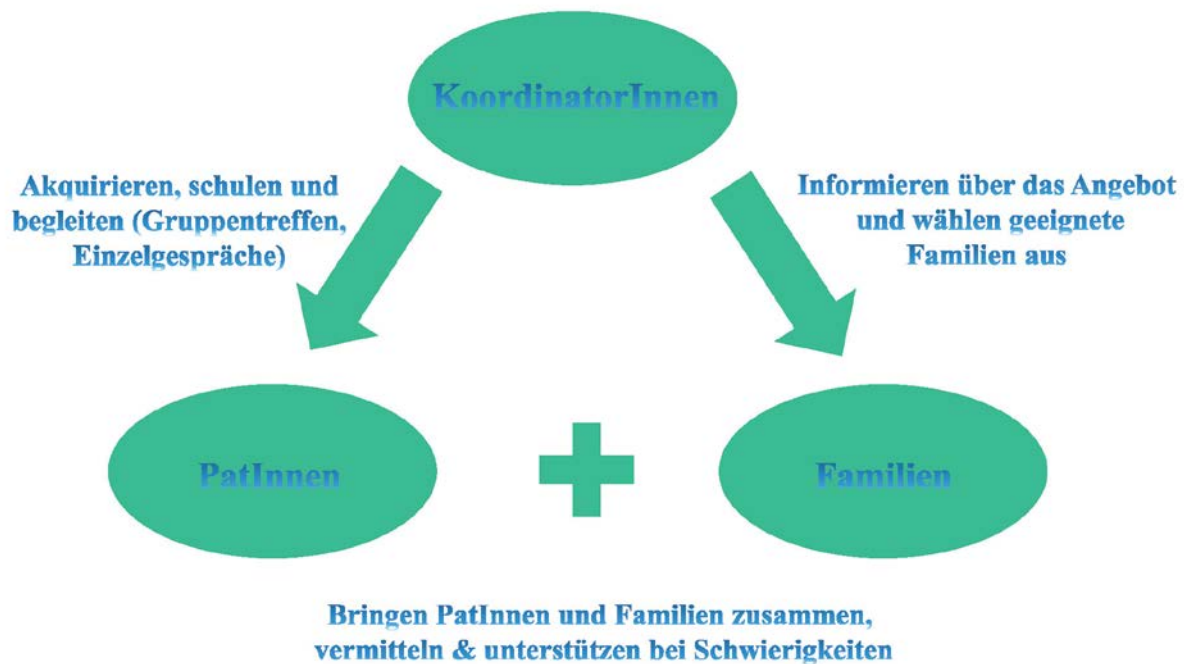 KoordinatorInnen
Akquirieren, schulen und
begleiten (Gruppentreffen,
Einzelgespräche)
Informieren über das Angebot
und wählen geeignete
Familien aus
PatInnen
Familien
Bringen PatInnen und Familien zusammen,
vermitteln & unterstützen bei Schwierigkeiten